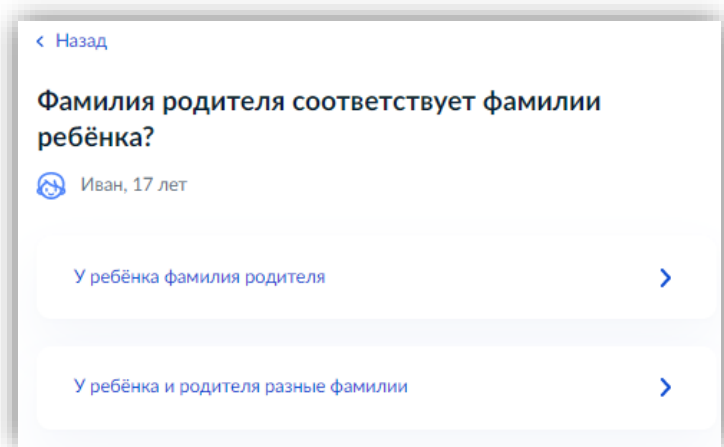 Назад
Фамилия родителя соответствует фамилии
ребёнка?
Иван, 17 лет
У ребёнка фамилия родителя
У ребёнка и родителя разные фамилии